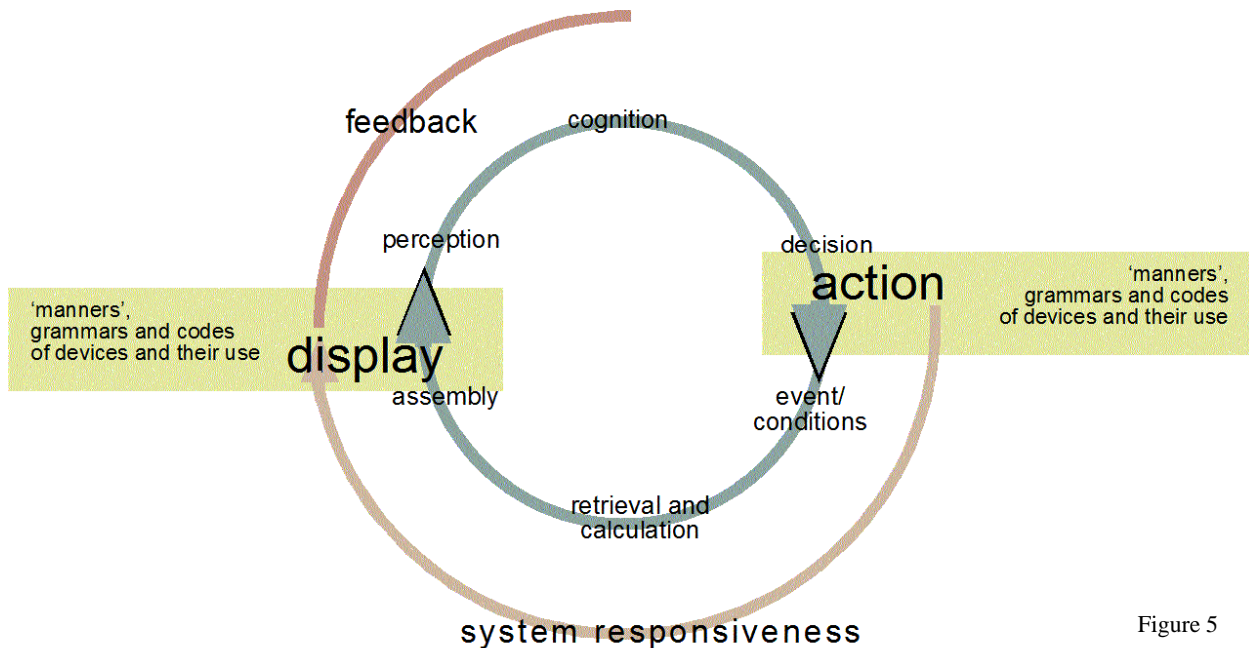 feedback
cognition
perception
decision
action
‘manners’,
grammars and codes
of devices and their use
‘manners’,
grammars and codes
of devices and their use
display
assembly
event/
conditions
retrieval and
calculation
system responsiveness
Figure 5